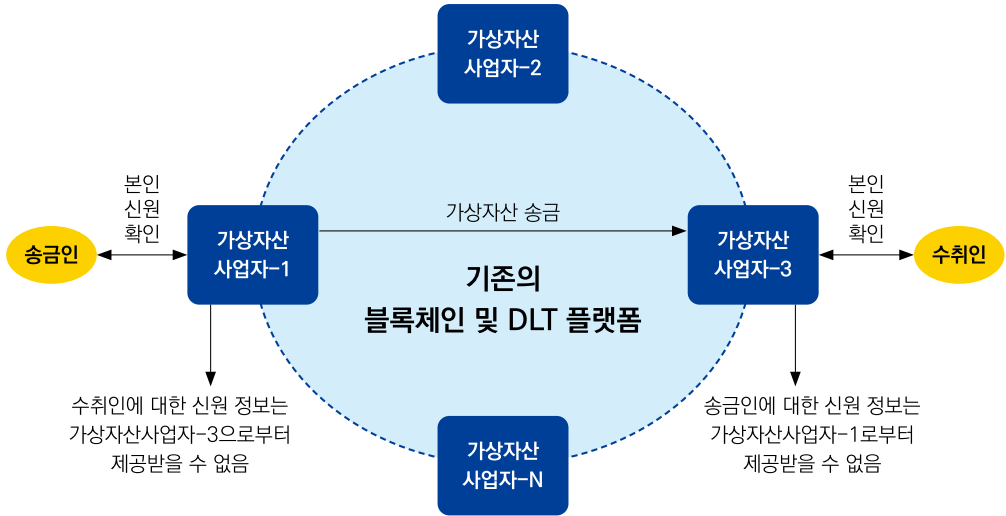 가상자산
사업자-2
본인
신원
확인
송금인
가상자산
사업자-1
가상자산 송금
기존의
블록체인 및 DLT 플랫폼
가상자산
사업자-3
본인
신원
확인
수취인
수취인에 대한 신원 정보는
가상자산사업자-3으로부터
제공받을 수 없음
송금인에 대한 신원 정보는
가상자산사업자-1로부터
제공받을 수 없음
가상자산
사업자-N